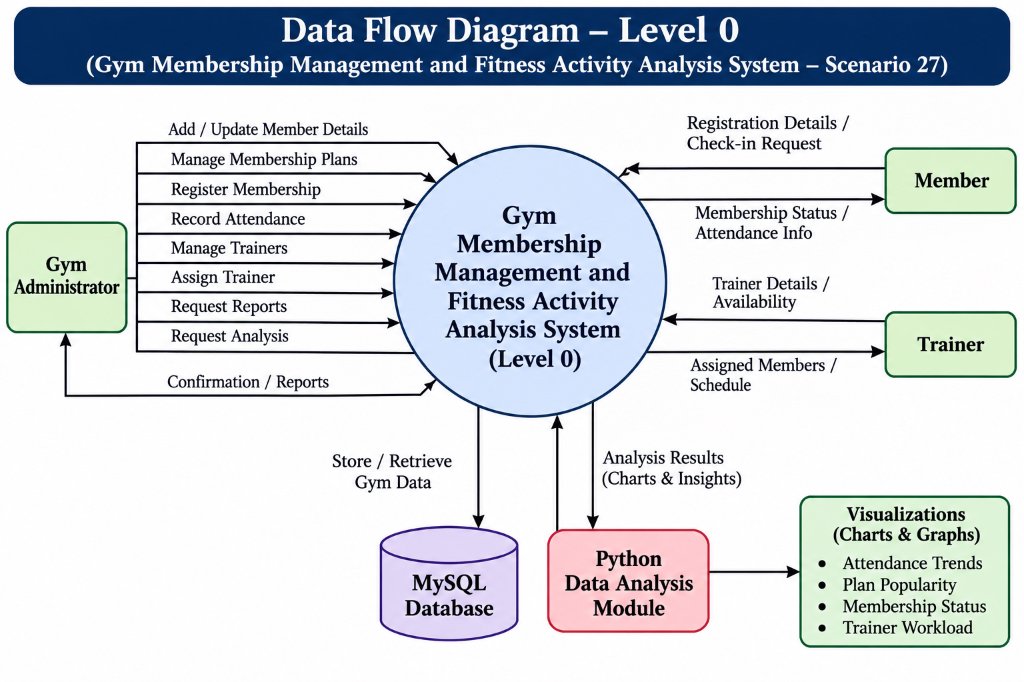 Data Flow Diagram – Level 0
(Gym Membership Management and Fitness Activity Analysis System – Scenario 27)
Add / Update Member Details
Manage Membership Plans
Register Membership
Record Attendance
Manage Trainers
Assign Trainer
Request Reports
Request Analysis
Confirmation / Reports
Gym
Administrator
Gym
Membership
Management and
Fitness Activity
Analysis System
(Level 0)
Registration Details /
Check-in Request
Member
Membership Status /
Attendance Info
Trainer Details /
Availability
Trainer
Assigned Members /
Schedule
Store / Retrieve
Gym Data
Analysis Results
(Charts & Insights)
MySQL
Database
Python
Data Analysis
Module
Visualizations
(Charts & Graphs)
• Attendance Trends
• Plan Popularity
• Membership Status
• Trainer Workload